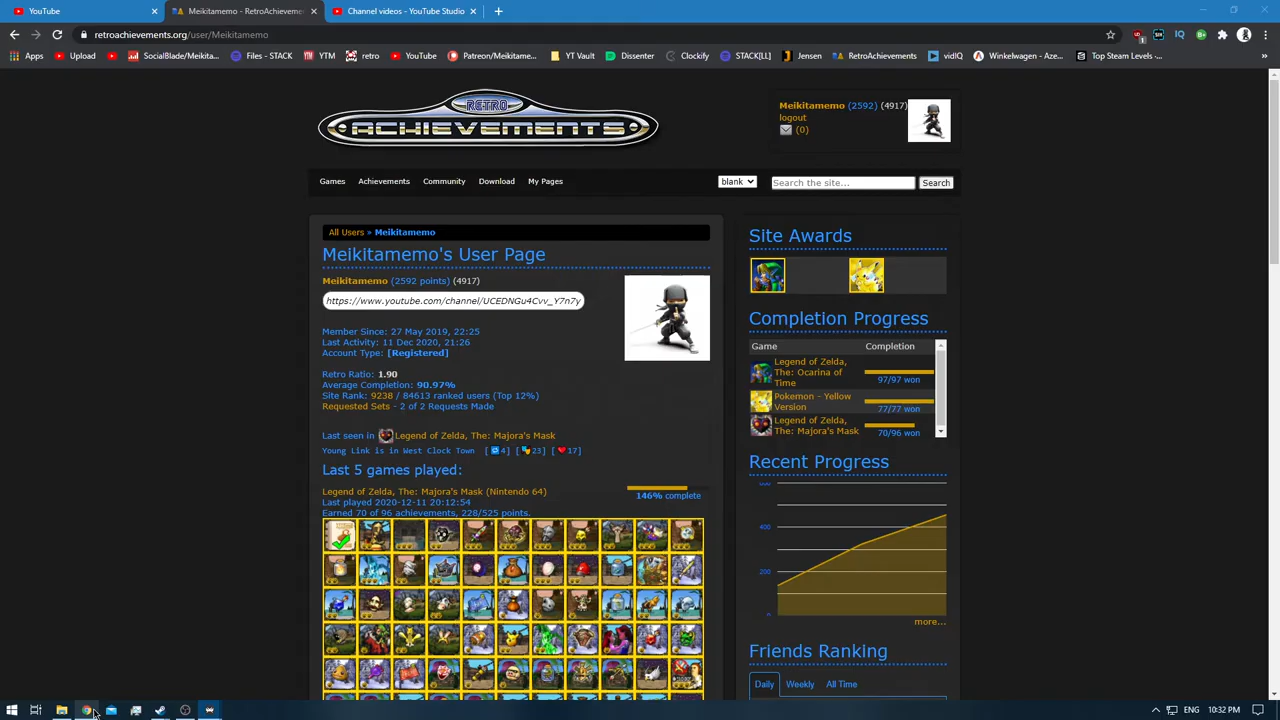 YouTube
Meikitamemo - RetroAchieveme
Channel videos - YouTube Studio
retroachievements.org/user/Meikitamemo
Apps
Upload
SocialBlade/Meikita...
Files - STACK
YTM
retro
YouTube
Patreon/Meikitame...
YT Vault
Dissenter
Clockify
STACK[LL]
Jensen
RetroAchievements
vidIQ
Winkelwagen - Aze...
Top Steam Levels -...
RETRO
ACHIEVEMENTS
Meikitamemo (2592) (4917)
logout
(0)
Games
Achievements
Community
Download
My Pages
blank
Search the site...
Search
All Users » Meikitamemo
Meikitamemo's User Page
Meikitamemo (2592 points) (4917)
https://www.youtube.com/channel/UCEDNGu4Cvv_Y7n7y
Member Since: 27 May 2019, 22:25
Last Activity: 11 Dec 2020, 21:26
Account Type: [Registered]
Retro Ratio: 1.90
Average Completion: 90.97%
Site Rank: 9238 / 84613 ranked users (Top 12%)
Requested Sets - 2 of 2 Requests Made
Last seen in Legend of Zelda, The: Majora's Mask
Young Link is in West Clock Town [4] [23] [17]
Last 5 games played:
Legend of Zelda, The: Majora's Mask (Nintendo 64)
Last played 2020-12-11 20:12:54
Earned 70 of 96 achievements, 228/525 points.
146% complete
Site Awards
Completion Progress
Game
Completion
Legend of Zelda,
The: Ocarina of
Time
97/97 won
Pokemon - Yellow
Version
77/77 won
Legend of Zelda,
The: Majora's Mask
70/96 won
Recent Progress
400
200
0
more...
Friends Ranking
Daily
Weekly
All Time
ENG
10:32 PM